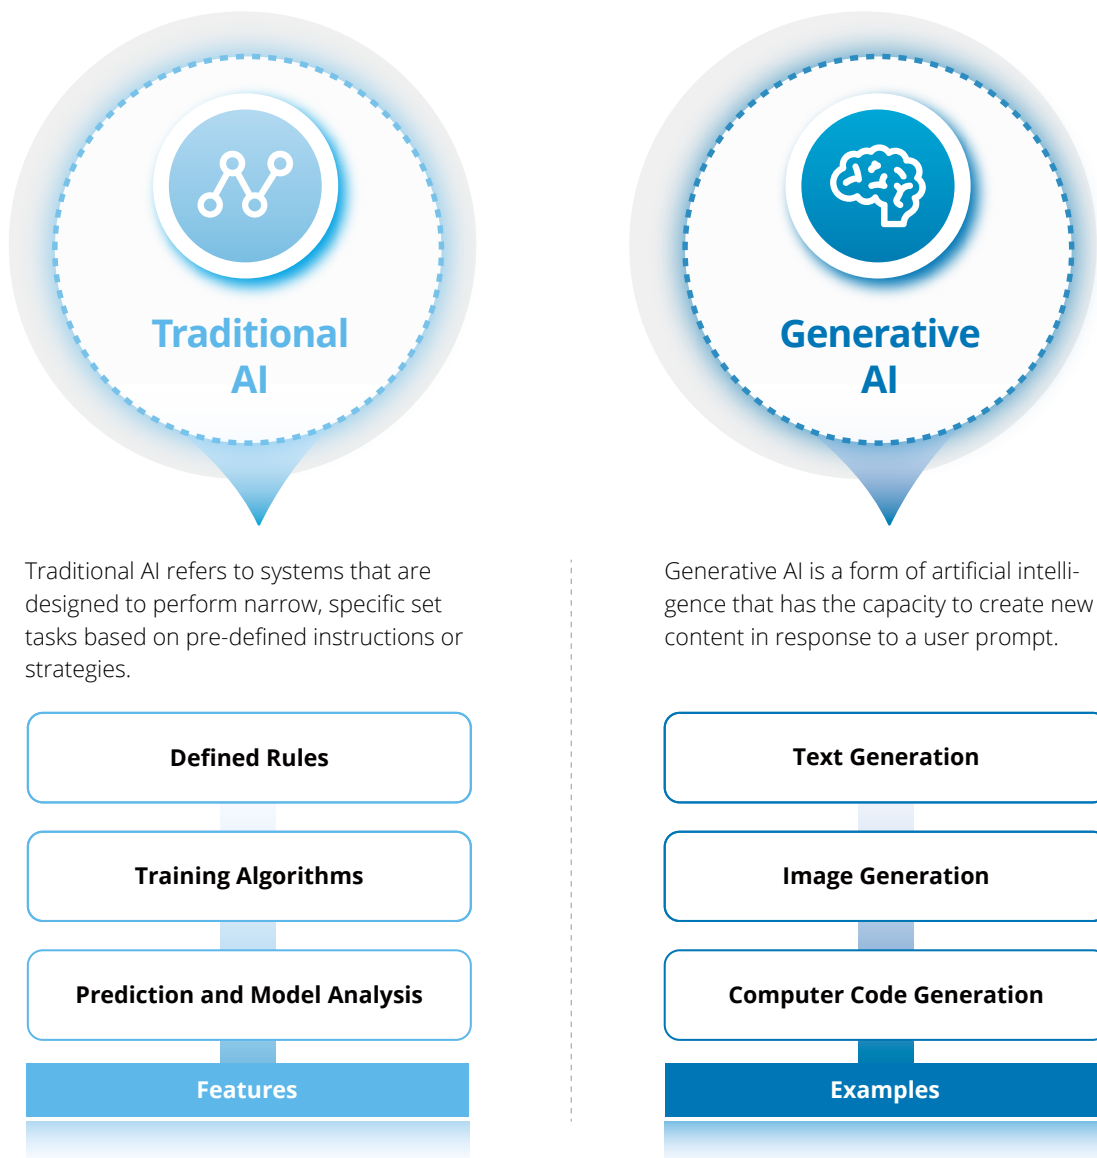 Traditional
AI
Traditional AI refers to systems that are
designed to perform narrow, specific set
tasks based on pre-defined instructions or
strategies.
Defined Rules
Training Algorithms
Prediction and Model Analysis
Features
Generative
AI
Generative AI is a form of artificial intelli-
gence that has the capacity to create new
content in response to a user prompt.
Text Generation
Image Generation
Computer Code Generation
Examples